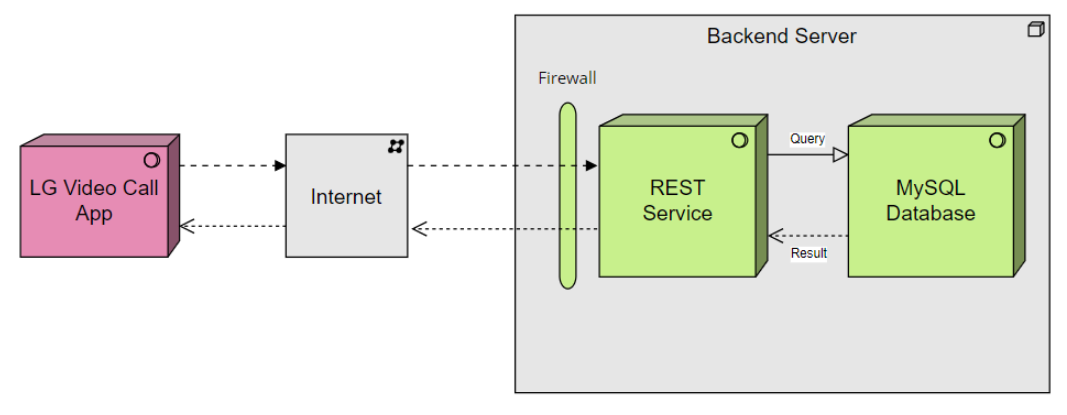 Backend Server
Firewall
LG Video Call
App
Internet
REST
Service
Query
Result
MySQL
Database